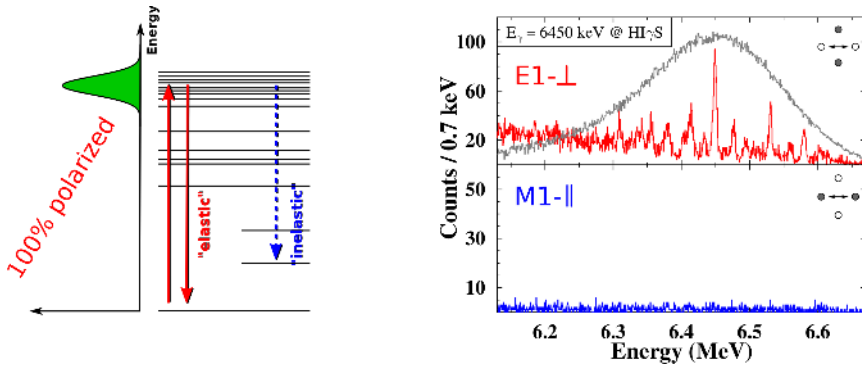 Energy
100% polarized
"elastic"
"inelastic"
Eγ = 6450 keV @ HIγS
E1-⊥
M1-||
Counts / 0.7 keV
100
60
20
50
30
10
6.2
6.3
6.4
6.5
6.6
Energy (MeV)